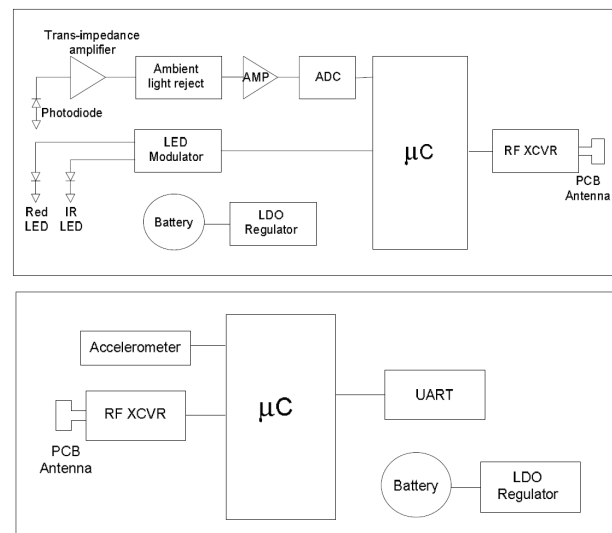 Trans-impedance
amplifier
Ambient
light reject
AMP
ADC
Photodiode
μC
LED
Modulator
RF XCVR
PCB
Antenna
Red
LED
IR
LED
Battery
LDO
Regulator
Accelerometer
μC
UART
RF XCVR
PCB
Antenna
Battery
LDO
Regulator